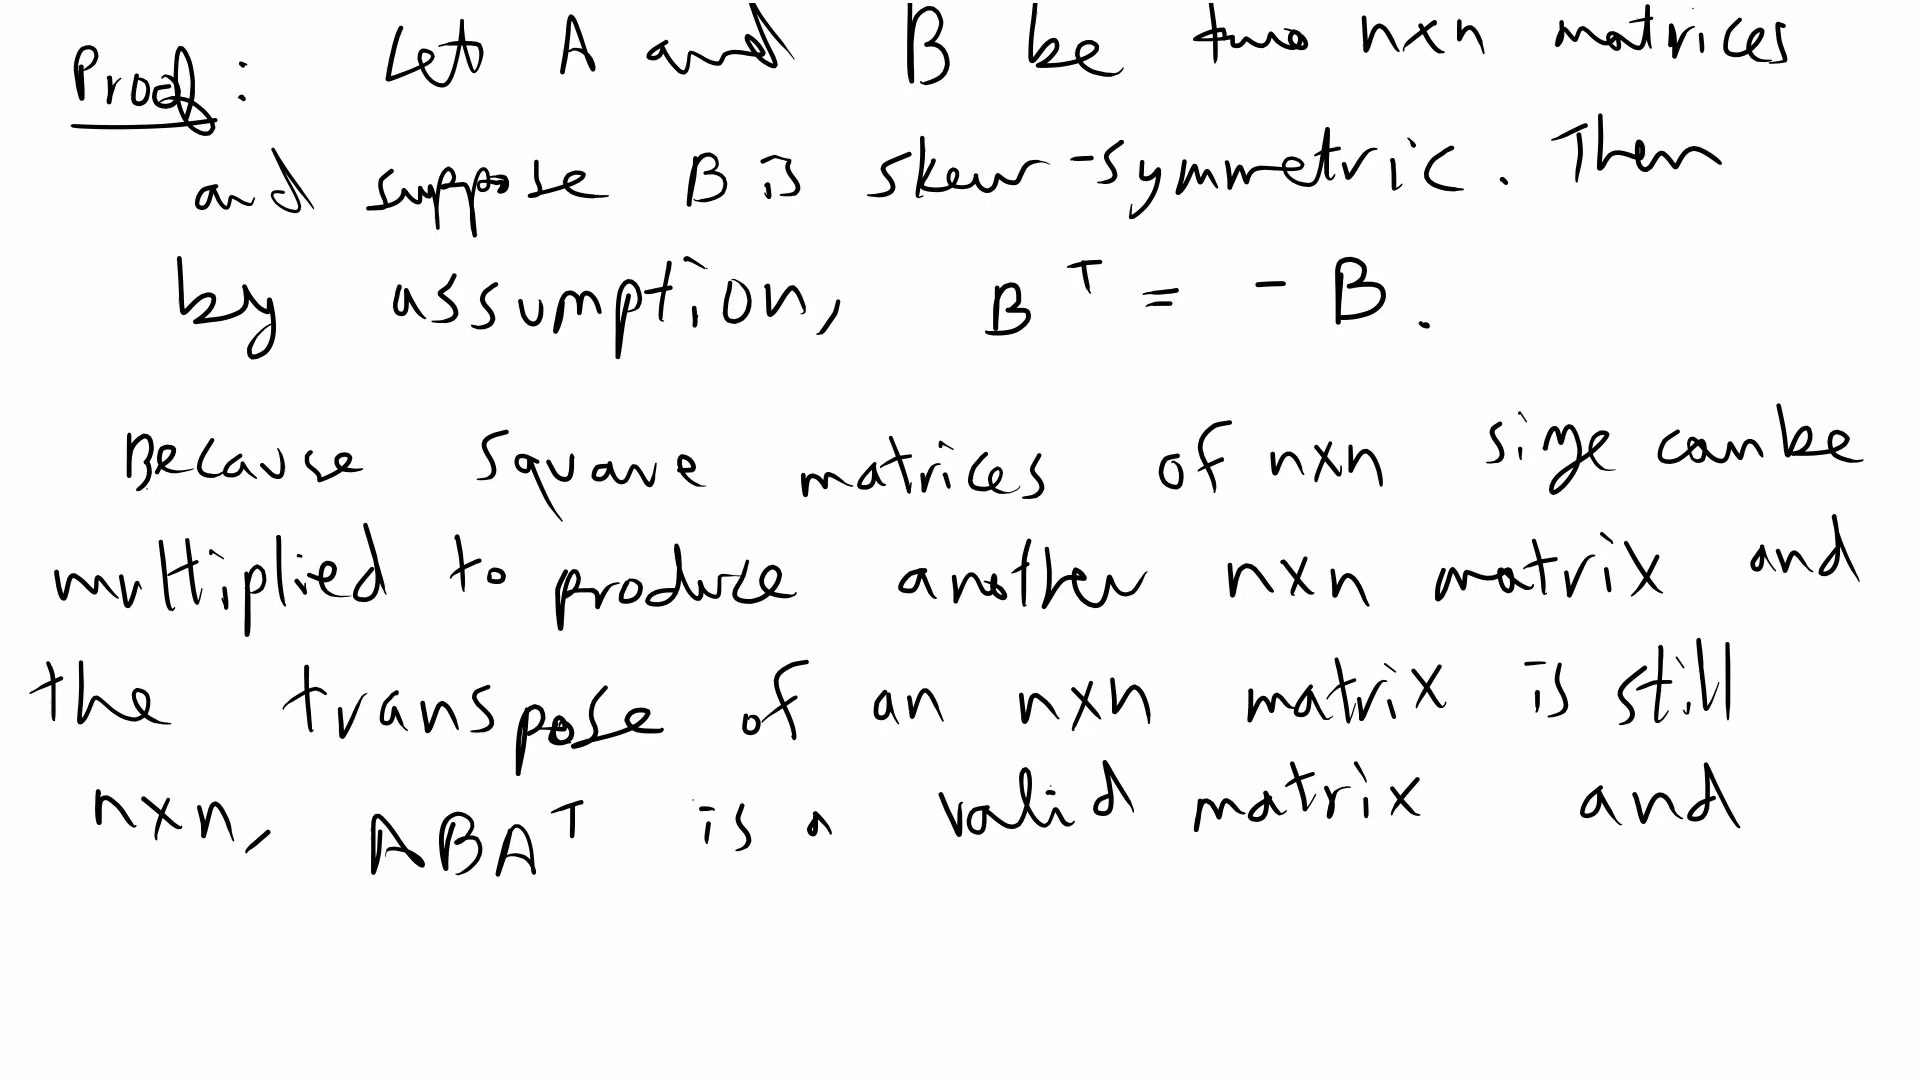 Proof: Let A and B be two nxn matrices
and suppose B is skew-symmetric. Then
by assumption, Bᵀ = - B.
Because square matrices of nxn size can be
multiplied to produce another nxn matrix and
the transpose of an nxn matrix is still
nxn, ABAᵀ is a valid matrix and